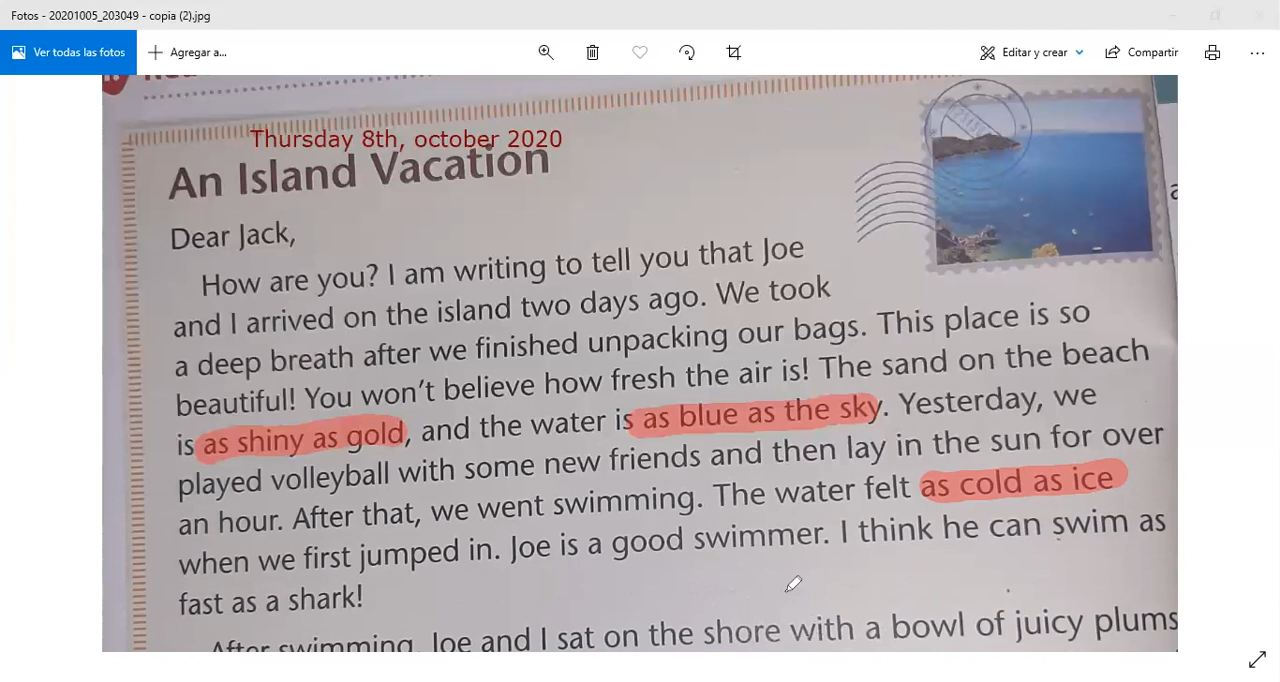 Fotos - 20201005_203049 - copia (2).jpg
Ver todas las fotos
Agregar a...
Editar y crear
Compartir
Thursday 8th, october 2020
An Island Vacation
Dear Jack,
How are you? I am writing to tell you that Joe
and I arrived on the island two days ago. We took
a deep breath after we finished unpacking our bags. This place is so
beautiful! You won't believe how fresh the air is! The sand on the beach
is as shiny as gold, and the water is as blue as the sky. Yesterday, we
played volleyball with some new friends and then lay in the sun for over
an hour. After that, we went swimming. The water felt as cold as ice
when we first jumped in. Joe is a good swimmer. I think he can swim as
fast as a shark!
After swimming, Joe and I sat on the shore with a bowl of juicy plums